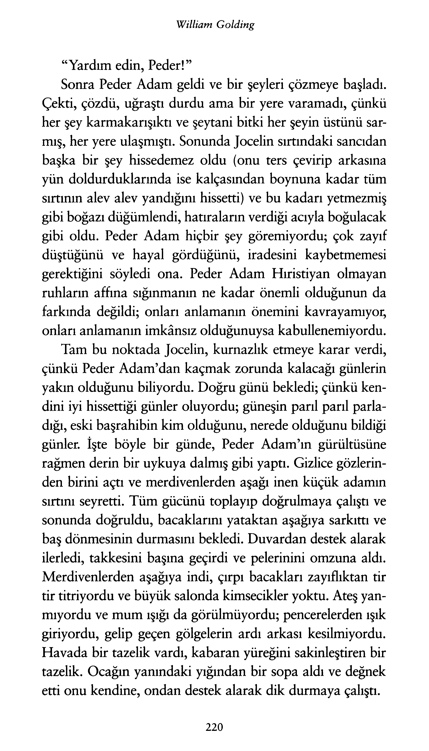 William Golding
"Yardım edin, Peder!"
Sonra Peder Adam geldi ve bir şeyleri çözmeye başladı.
Çekti, çözdü, uğraştı durdu ama bir yere varamadı, çünkü
her şey karmakarışıktı ve şeytani bitki her şeyin üstünü sar-
mış, her yere ulaşmıştı. Sonunda Jocelin sırtındaki sancıdan
başka bir şey hissedemez oldu (onu ters çevirip arkasına
yün doldurduklarında ise kalçasından boynuna kadar tüm
sırtının alev alev yandığını hissetti) ve bu kadarı yetmezmiş
gibi boğazı düğümlendi, hatıraların verdiği acıyla boğulacak
gibi oldu. Peder Adam hiçbir şey göremiyordu; çok zayıf
düştüğünü ve hayal gördüğünü, iradesini kaybetmemesi
gerektiğini söyledi ona. Peder Adam Hıristiyan olmayan
ruhların affına sığınmanın ne kadar önemli olduğunun da
farkında değildi; onları anlamanın önemini kavrayamıyor,
onları anlamanın imkânsız olduğunuysa kabullenemiyordu.
Tam bu noktada Jocelin, kurnazlık etmeye karar verdi,
çünkü Peder Adam'dan kaçmak zorunda kalacağı günlerin
yakın olduğunu biliyordu. Doğru günü bekledi; çünkü ken-
dini iyi hissettiği günler oluyordu; güneşin parıl parıl parla-
dığı, eski başrahibin kim olduğunu, nerede olduğunu bildiği
günler. İşte böyle bir günde, Peder Adam'ın gürültüsüne
rağmen derin bir uykuya dalmış gibi yaptı. Gizlice gözlerin-
den birini açtı ve merdivenlerden aşağı inen küçük adamın
sırtını seyretti. Tüm gücünü toplayıp doğrulmaya çalıştı ve
sonunda doğruldu, bacaklarını yataktan aşağıya sarkıttı ve
baş dönmesinin durmasını bekledi. Duvardan destek alarak
ilerledi, takkesini başına geçirdi ve pelerinini omzuna aldı.
Merdivenlerden aşağıya indi, çırpı bacakları zayıflıktan tir
tir titriyordu ve büyük salonda kimsecikler yoktu. Ateş yan-
mıyordu ve mum ışığı da görülmüyordu; pencerelerden ışık
giriyordu, gelip geçen gölgelerin ardı arkası kesilmiyordu.
Havada bir tazelik vardı, kabaran yüreğini sakinleştiren bir
tazelik. Ocağın yanındaki yığından bir sopa aldı ve değnek
etti onu kendine, ondan destek alarak dik durmaya çalıştı.
220